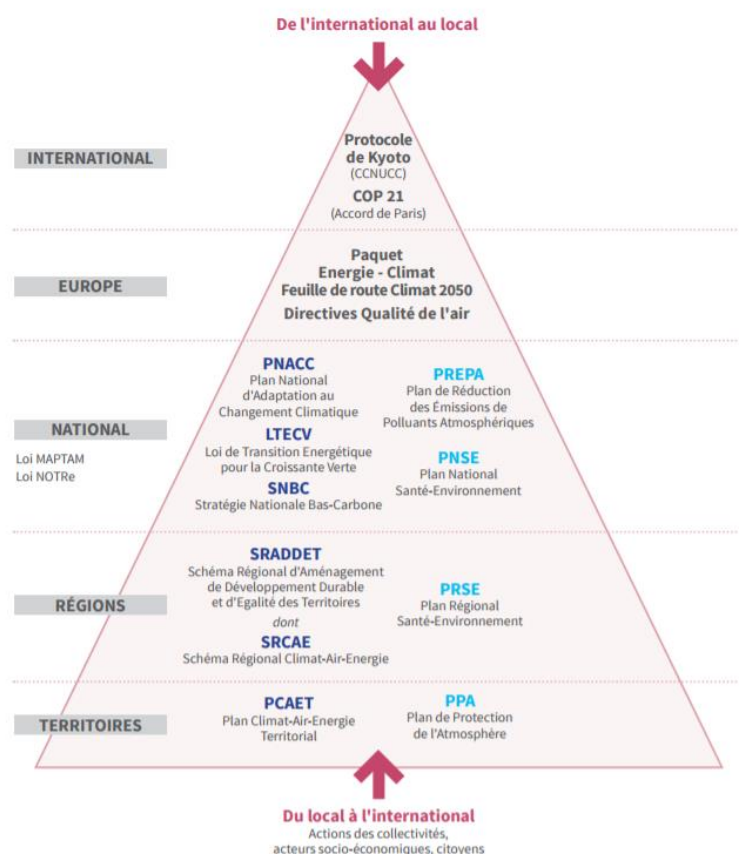 De l'international au local
INTERNATIONAL
Protocole
de Kyoto
(CCNUCC)
COP 21
(Accord de Paris)
EUROPE
Paquet
Energie - Climat
Feuille de route Climat 2050
Directives Qualité de l'air
NATIONAL
Loi MAPTAM
Loi NOTRe
PNACC
Plan National
d'Adaptation au
Changement Climatique
LTECV
Loi de Transition Energétique
pour la Croissante Verte
SNBC
Stratégie Nationale Bas-Carbone
PREPA
Plan de Réduction
des Émissions de
Polluants Atmosphériques
PNSE
Plan National
Santé-Environnement
RÉGIONS
SRADDET
Schéma Régional d'Aménagement
de Développement Durable
et d'Egalité des Territoires
dont
SRCAE
Schéma Régional Climat-Air-Energie
PRSE
Plan Régional
Santé-Environnement
TERRITOIRES
PCAET
Plan Climat-Air-Energie
Territorial
PPA
Plan de Protection
de l'Atmosphère
Du local à l'international
Actions des collectivités,
acteurs socio-économiques, citoyens